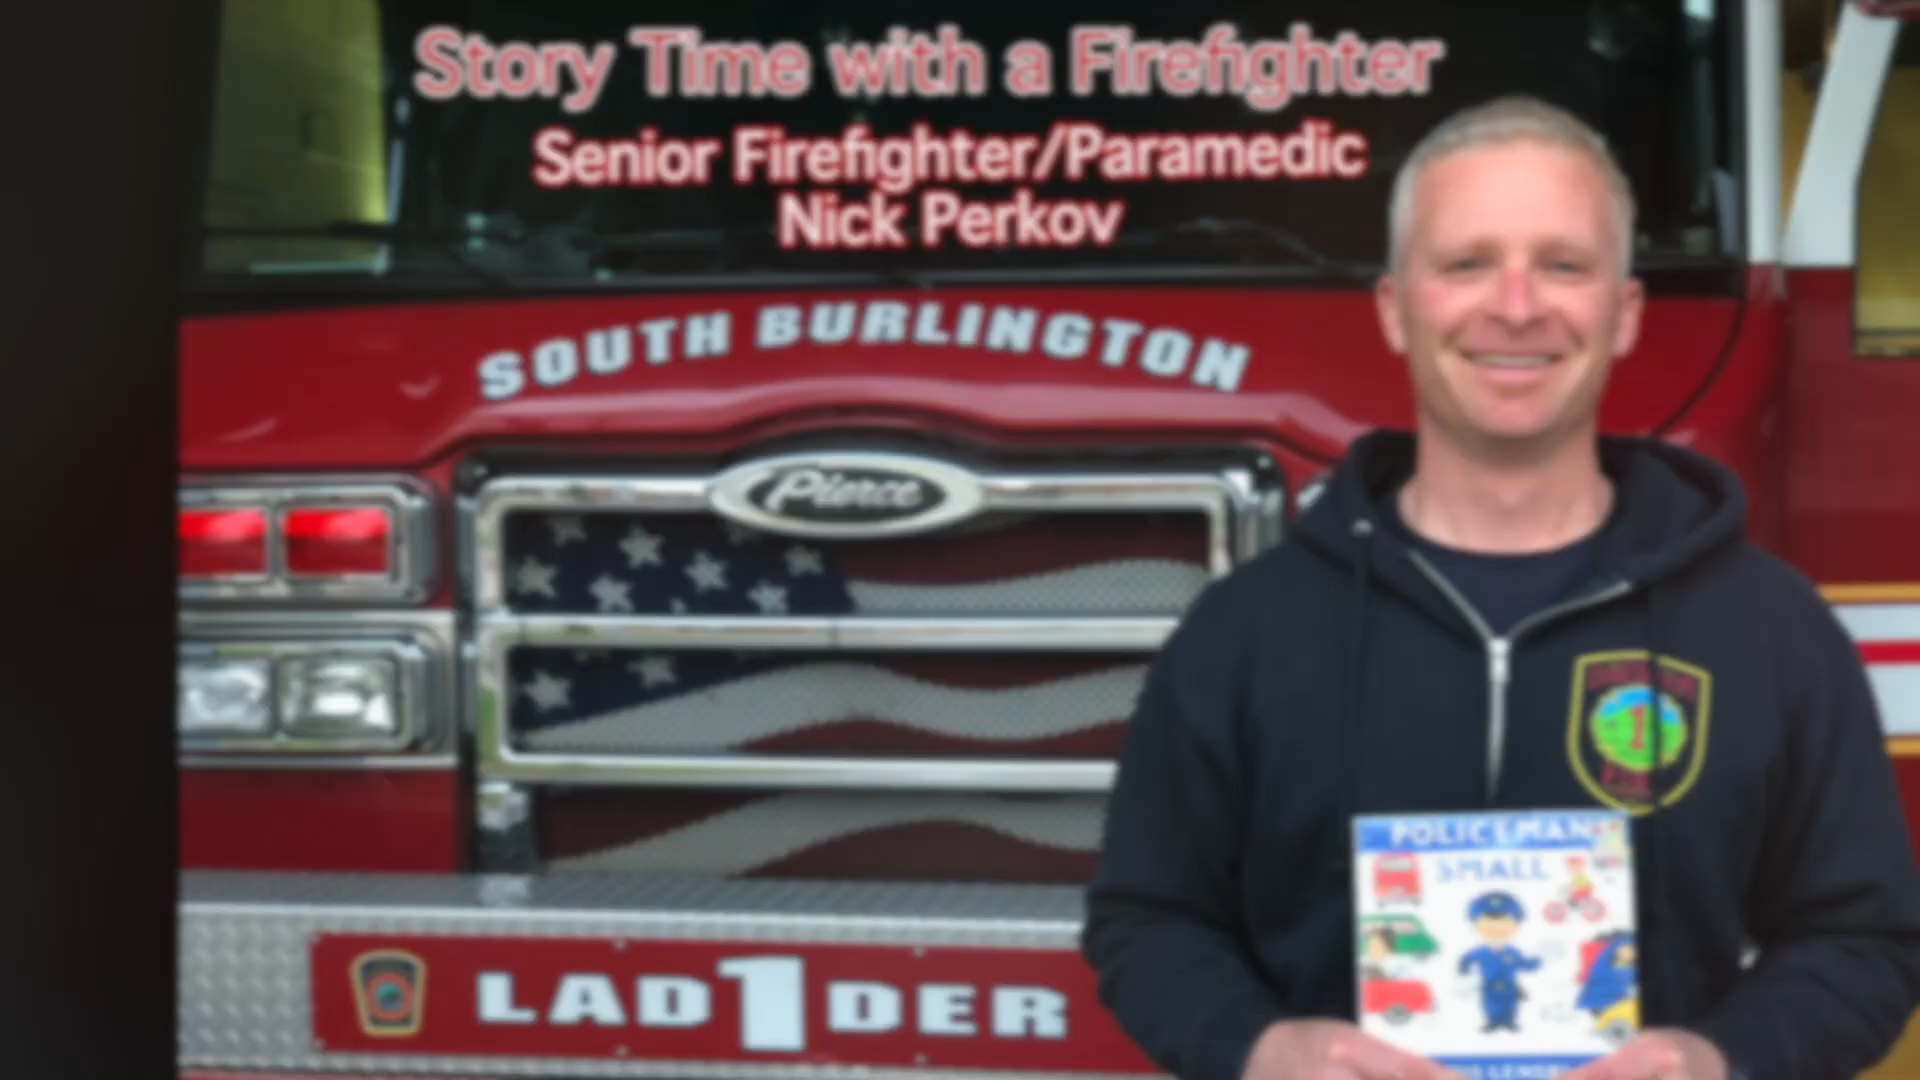 Story Time with a Firefighter
Senior Firefighter/Paramedic
Nick Perkov
SOUTH BURLINGTON
Pierce
POLICEMAN
SMALL
LAD1DER